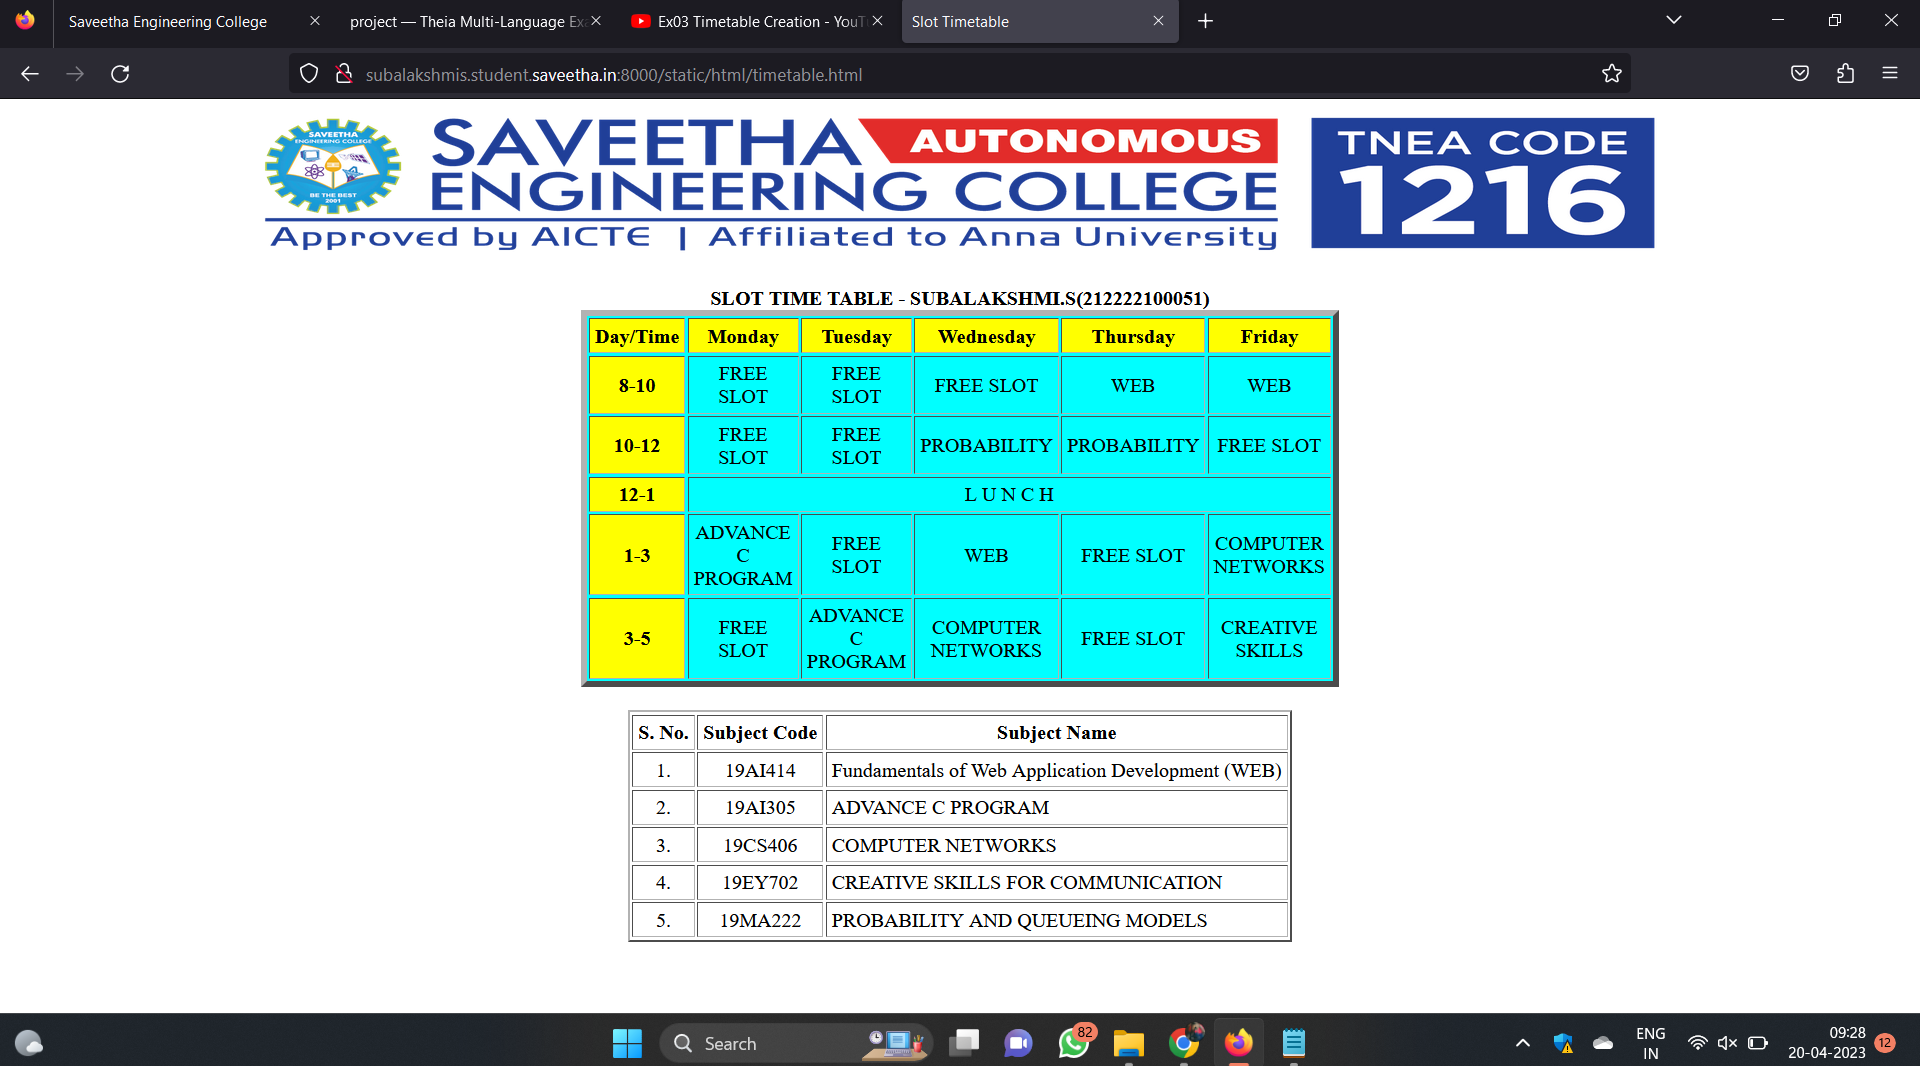 Saveetha Engineering College
project — Theia Multi-Language Ex
Ex03 Timetable Creation - YouT
Slot Timetable
subalakshmis.student.saveetha.in:8000/static/html/timetable.html
SAVEETHA
ENGINEERING COLLEGE
BE THE BEST
2001
SAVEETHA AUTONOMOUS
ENGINEERING COLLEGE
Approved by AICTE | Affiliated to Anna University
TNEA CODE
1216
SLOT TIME TABLE - SUBALAKSHMI.S(212222100051)
Day/Time Monday Tuesday Wednesday Thursday Friday
8-10 FREE SLOT FREE SLOT FREE SLOT WEB WEB
10-12 FREE SLOT FREE SLOT PROBABILITY PROBABILITY FREE SLOT
12-1 L U N C H
1-3 ADVANCE C PROGRAM FREE SLOT WEB FREE SLOT COMPUTER NETWORKS
3-5 FREE SLOT ADVANCE C PROGRAM COMPUTER NETWORKS FREE SLOT CREATIVE SKILLS
S. No. Subject Code Subject Name
1. 19AI414 Fundamentals of Web Application Development (WEB)
2. 19AI305 ADVANCE C PROGRAM
3. 19CS406 COMPUTER NETWORKS
4. 19EY702 CREATIVE SKILLS FOR COMMUNICATION
5. 19MA222 PROBABILITY AND QUEUEING MODELS
Search
82
ENG
IN
09:28
20-04-2023
12